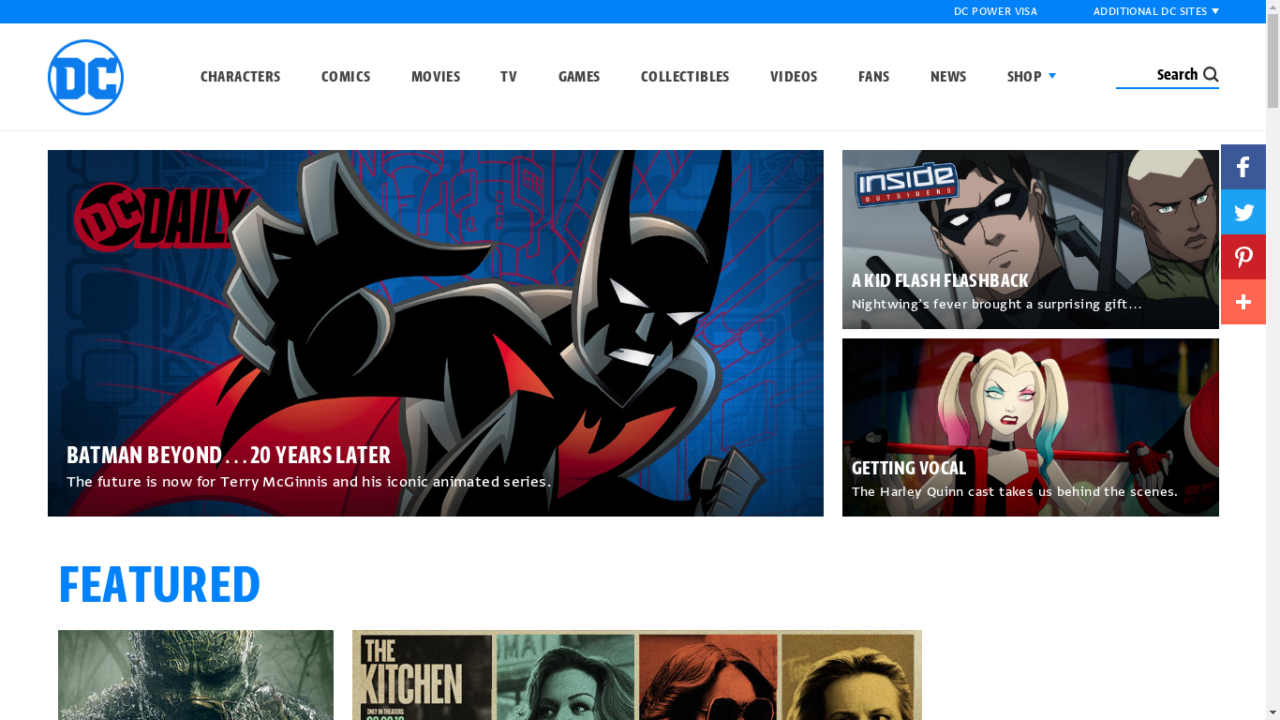 DC POWER VISA
ADDITIONAL DC SITES
DC
CHARACTERS
COMICS
MOVIES
TV
GAMES
COLLECTIBLES
VIDEOS
FANS
NEWS
SHOP
Search
DC DAILY
BATMAN BEYOND . . . 20 YEARS LATER
The future is now for Terry McGinnis and his iconic animated series.
inside
OUTSIDERS
A KID FLASH FLASHBACK
Nightwing's fever brought a surprising gift…
GETTING VOCAL
The Harley Quinn cast takes us behind the scenes.
FEATURED
THE
KITCHEN
ONLY IN THEATERS